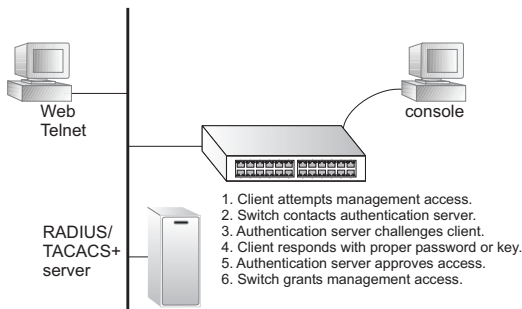 Web
Telnet
console
RADIUS/
TACACS+
server
1. Client attempts management access.
2. Switch contacts authentication server.
3. Authentication server challenges client.
4. Client responds with proper password or key.
5. Authentication server approves access.
6. Switch grants management access.